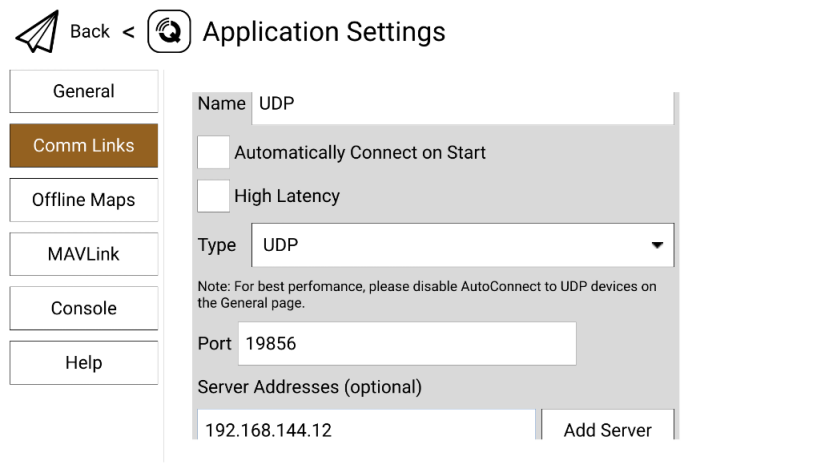 Back < Application Settings
General
Comm Links
Offline Maps
MAVLink
Console
Help
Name UDP
Automatically Connect on Start
High Latency
Type UDP
Note: For best perfomance, please disable AutoConnect to UDP devices on
the General page.
Port 19856
Server Addresses (optional)
192.168.144.12 Add Server